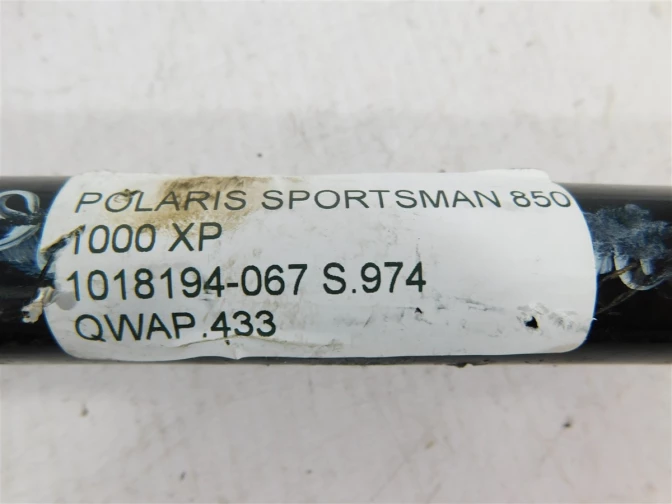 POLARIS SPORTSMAN 850
1000 XP
1018194-067 S.974
QWAP.433